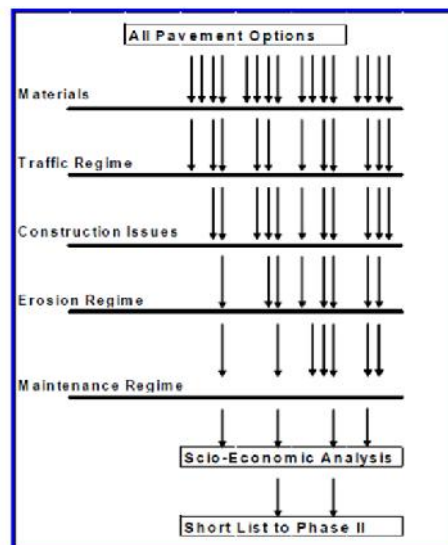 All Pavement Options
Materials
Traffic Regime
Construction Issues
Erosion Regime
Maintenance Regime
Scio-Economic Analysis
Short List to Phase II